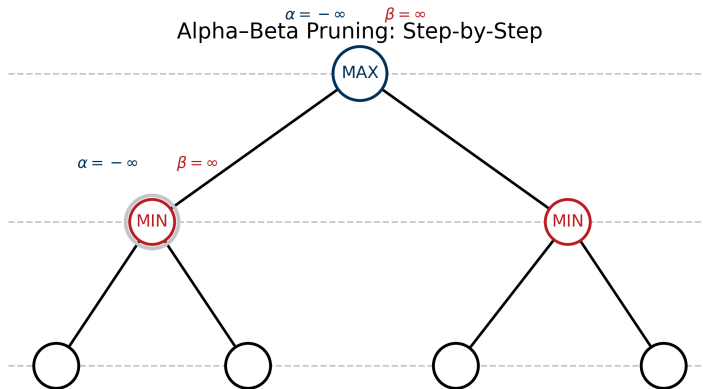 α = − ∞ β = ∞
Alpha–Beta Pruning: Step-by-Step
MAX
α = − ∞ β = ∞
MIN MIN